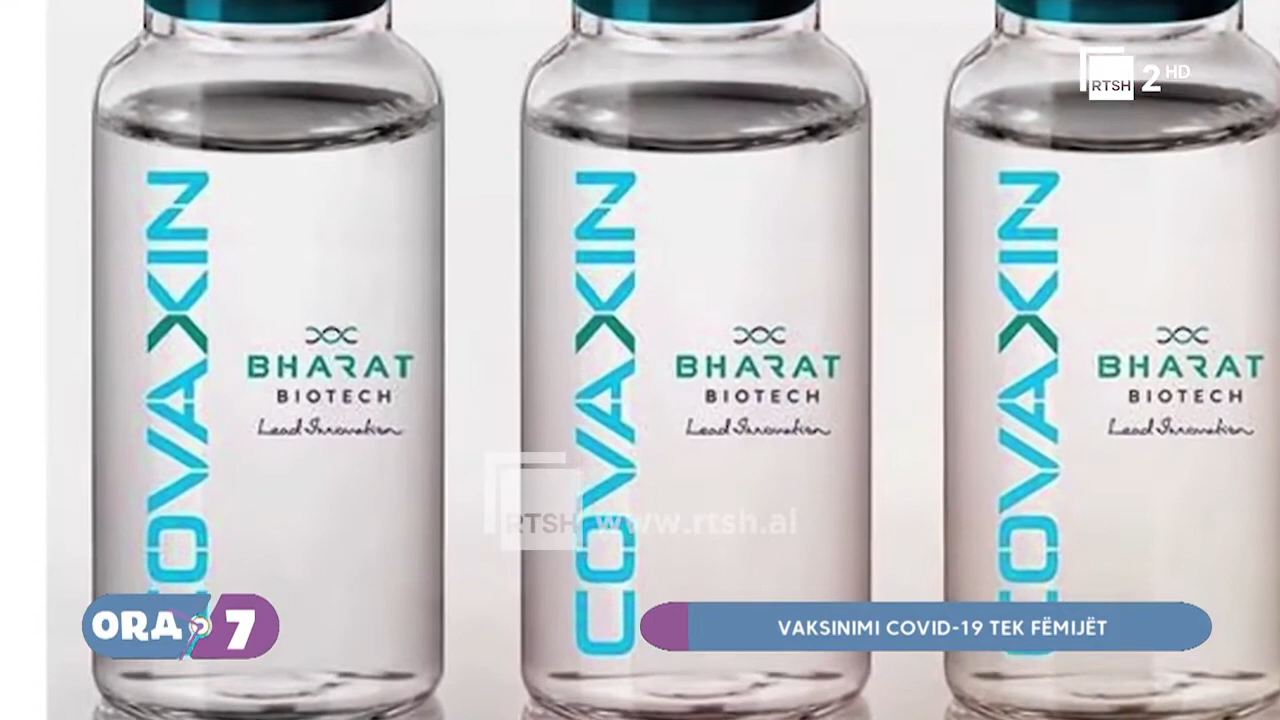 RTSH 2 HD
COVAXIN
BHARAT
BIOTECH
Lead Innovation
COVAXIN
BHARAT
BIOTECH
Lead Innovation
COVAXIN
BHARAT
BIOTECH
Lead Innovation
RTSH www.rtsh.al
ORA 7
VAKSINIMI COVID-19 TEK FËMIJËT